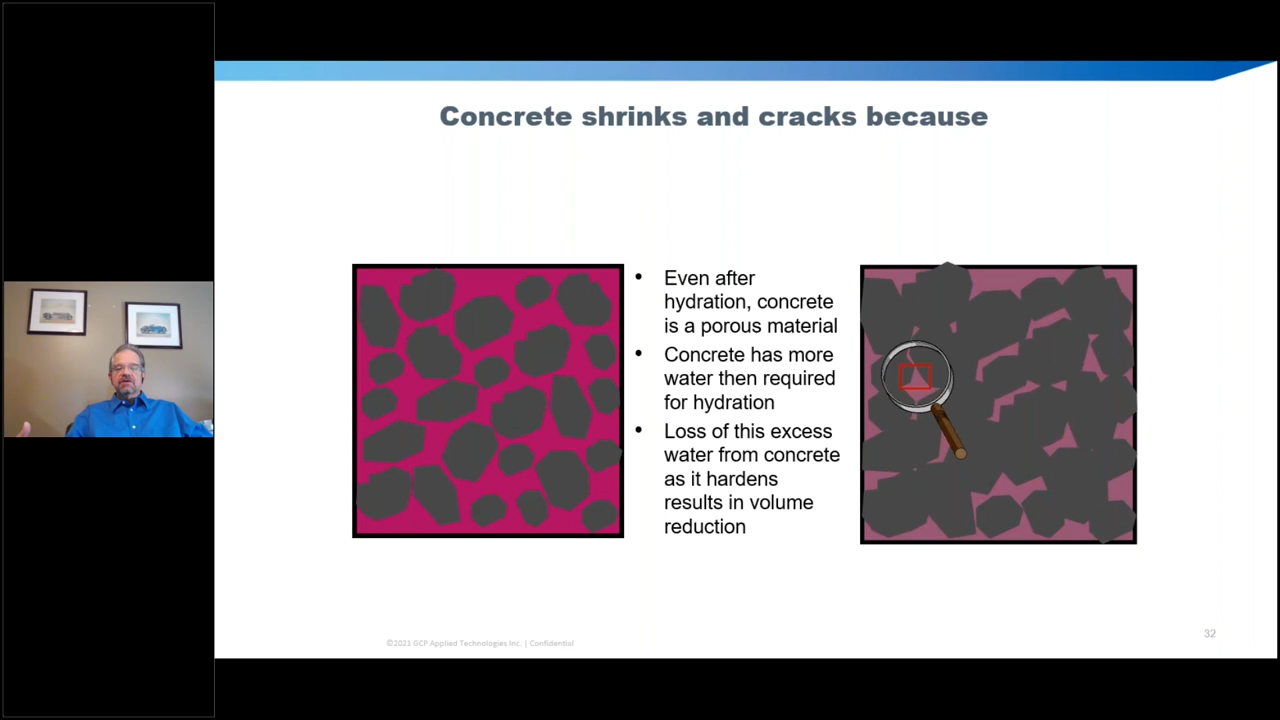 Concrete shrinks and cracks because
• Even after
hydration, concrete
is a porous material
• Concrete has more
water then required
for hydration
• Loss of this excess
water from concrete
as it hardens
results in volume
reduction
©2021 GCP Applied Technologies Inc. | Confidential
32